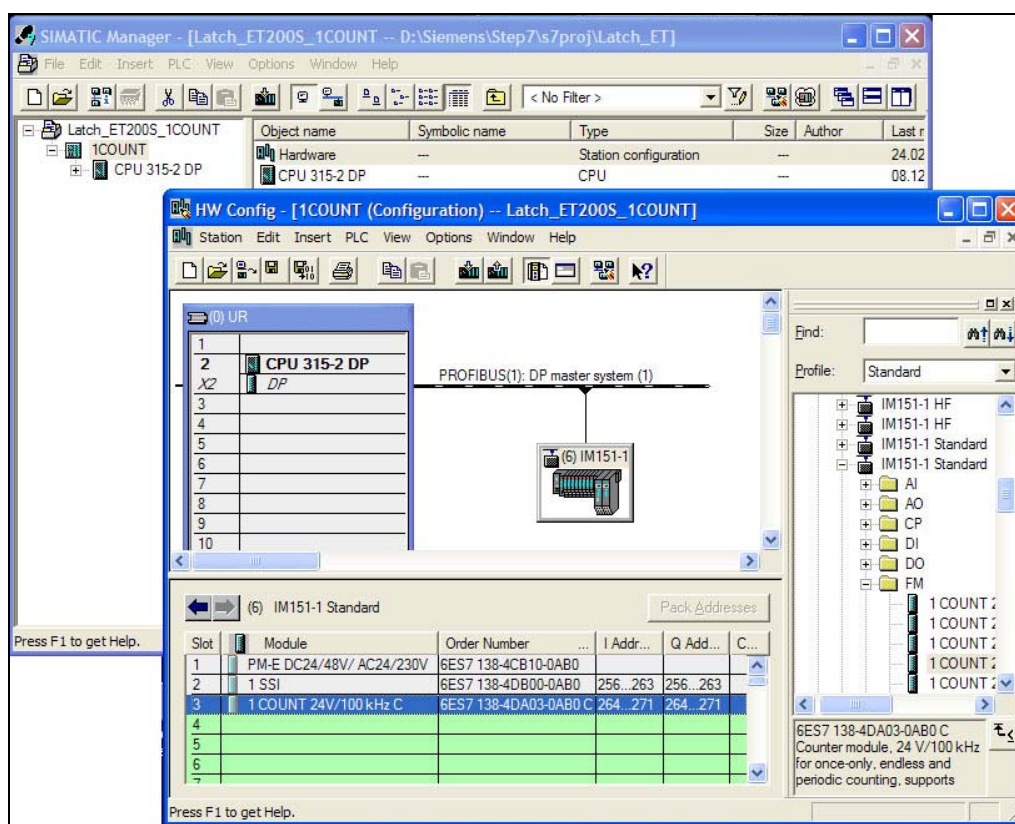 SIMATIC Manager - [Latch_ET200S_1COUNT -- D:\Siemens\Step7\s7proj\Latch_ET]
File Edit Insert PLC View Options Window Help
< No Filter >
Latch_ET200S_1COUNT
1COUNT
CPU 315-2 DP
Object name Symbolic name Type Size Author Last r
Hardware --- Station configuration --- 24.02
CPU 315-2 DP --- CPU --- 08.12
Press F1 to get Help.
HW Config - [1COUNT (Configuration) -- Latch_ET200S_1COUNT]
Station Edit Insert PLC View Options Window Help
(0) UR
1
2 CPU 315-2 DP
X2 DP
3
4
5
6
7
8
9
10
PROFIBUS(1): DP master system (1)
(6) IM151-1
Find:
Profile: Standard
IM151-1 HF
IM151-1 HF
IM151-1 Standard
IM151-1 Standard
AI
AO
CP
DI
DO
FM
1 COUNT 2
1 COUNT 2
1 COUNT 2
1 COUNT 2
1 COUNT 2
6ES7 138-4DA03-0AB0 C
Counter module, 24 V/100 kHz
for once-only, endless and
periodic counting, supports
(6) IM151-1 Standard
Pack Addresses
Slot Module Order Number ... I Addr... Q Add... C...
1 PM-E DC24/48V/ AC24/230V 6ES7 138-4CB10-0AB0
2 1 SSI 6ES7 138-4DB00-0AB0 256...263 256...263
3 1 COUNT 24V/100 kHz C 6ES7 138-4DA03-0AB0 C 264...271 264...271
4
5
6
7
Press F1 to get Help.